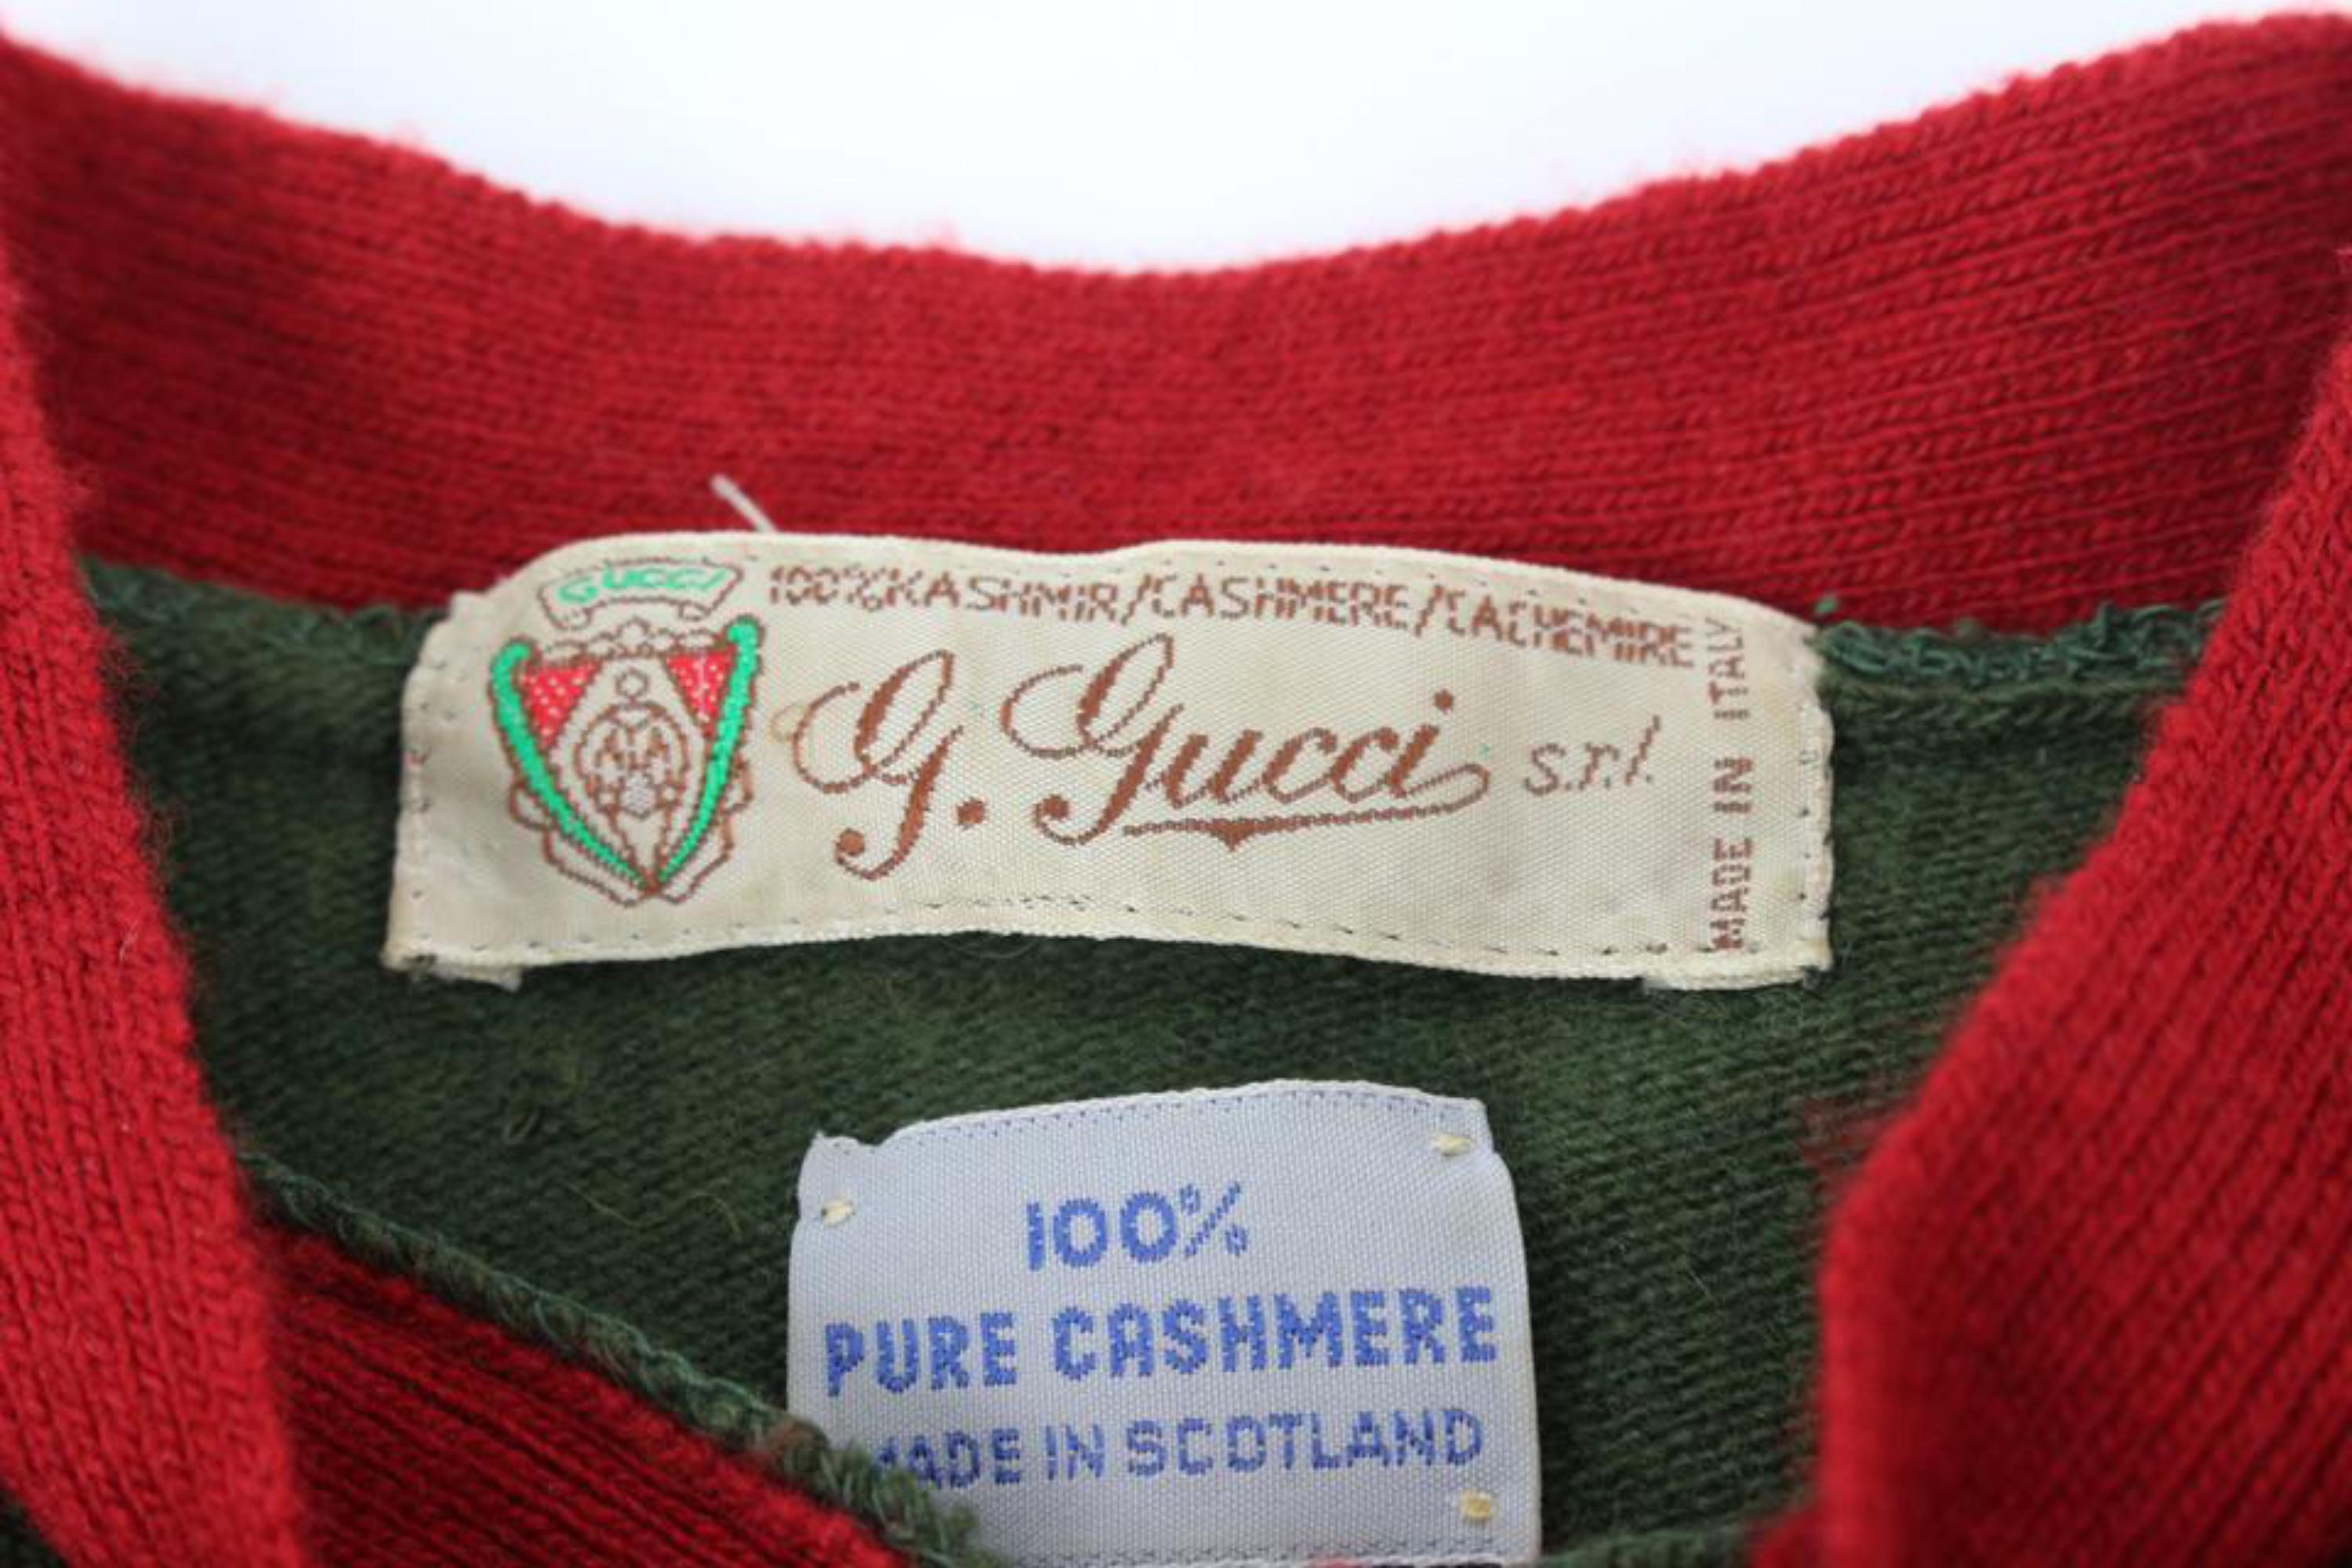 GUCCI
100% KASHMIR/CASHMERE/CACHEMIRE
G. Gucci s.r.l.
MADE IN ITALY
100%
PURE CASHMERE
MADE IN SCOTLAND